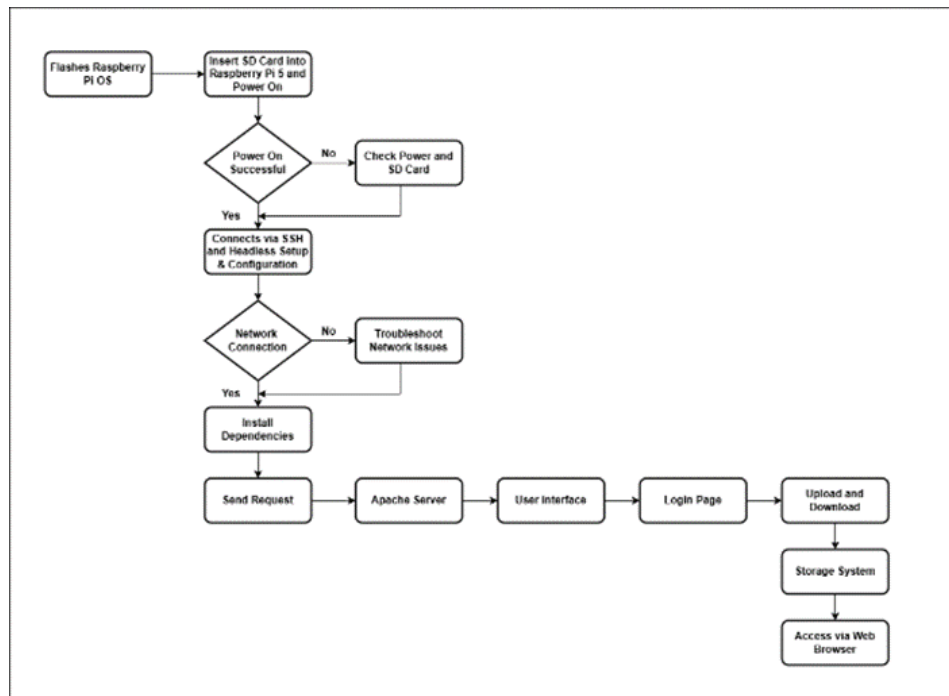 Flashes Raspberry
Pi OS
Insert SD Card into
Raspberry Pi 5 and
Power On
Power On
Successful
No
Check Power and
SD Card
Yes
Connects via SSH
and Headless Setup
& Configuration
Network
Connection
No
Troubleshoot
Network Issues
Yes
Install
Dependencies
Send Request
Apache Server
User Interface
Login Page
Upload and
Download
Storage System
Access via Web
Browser